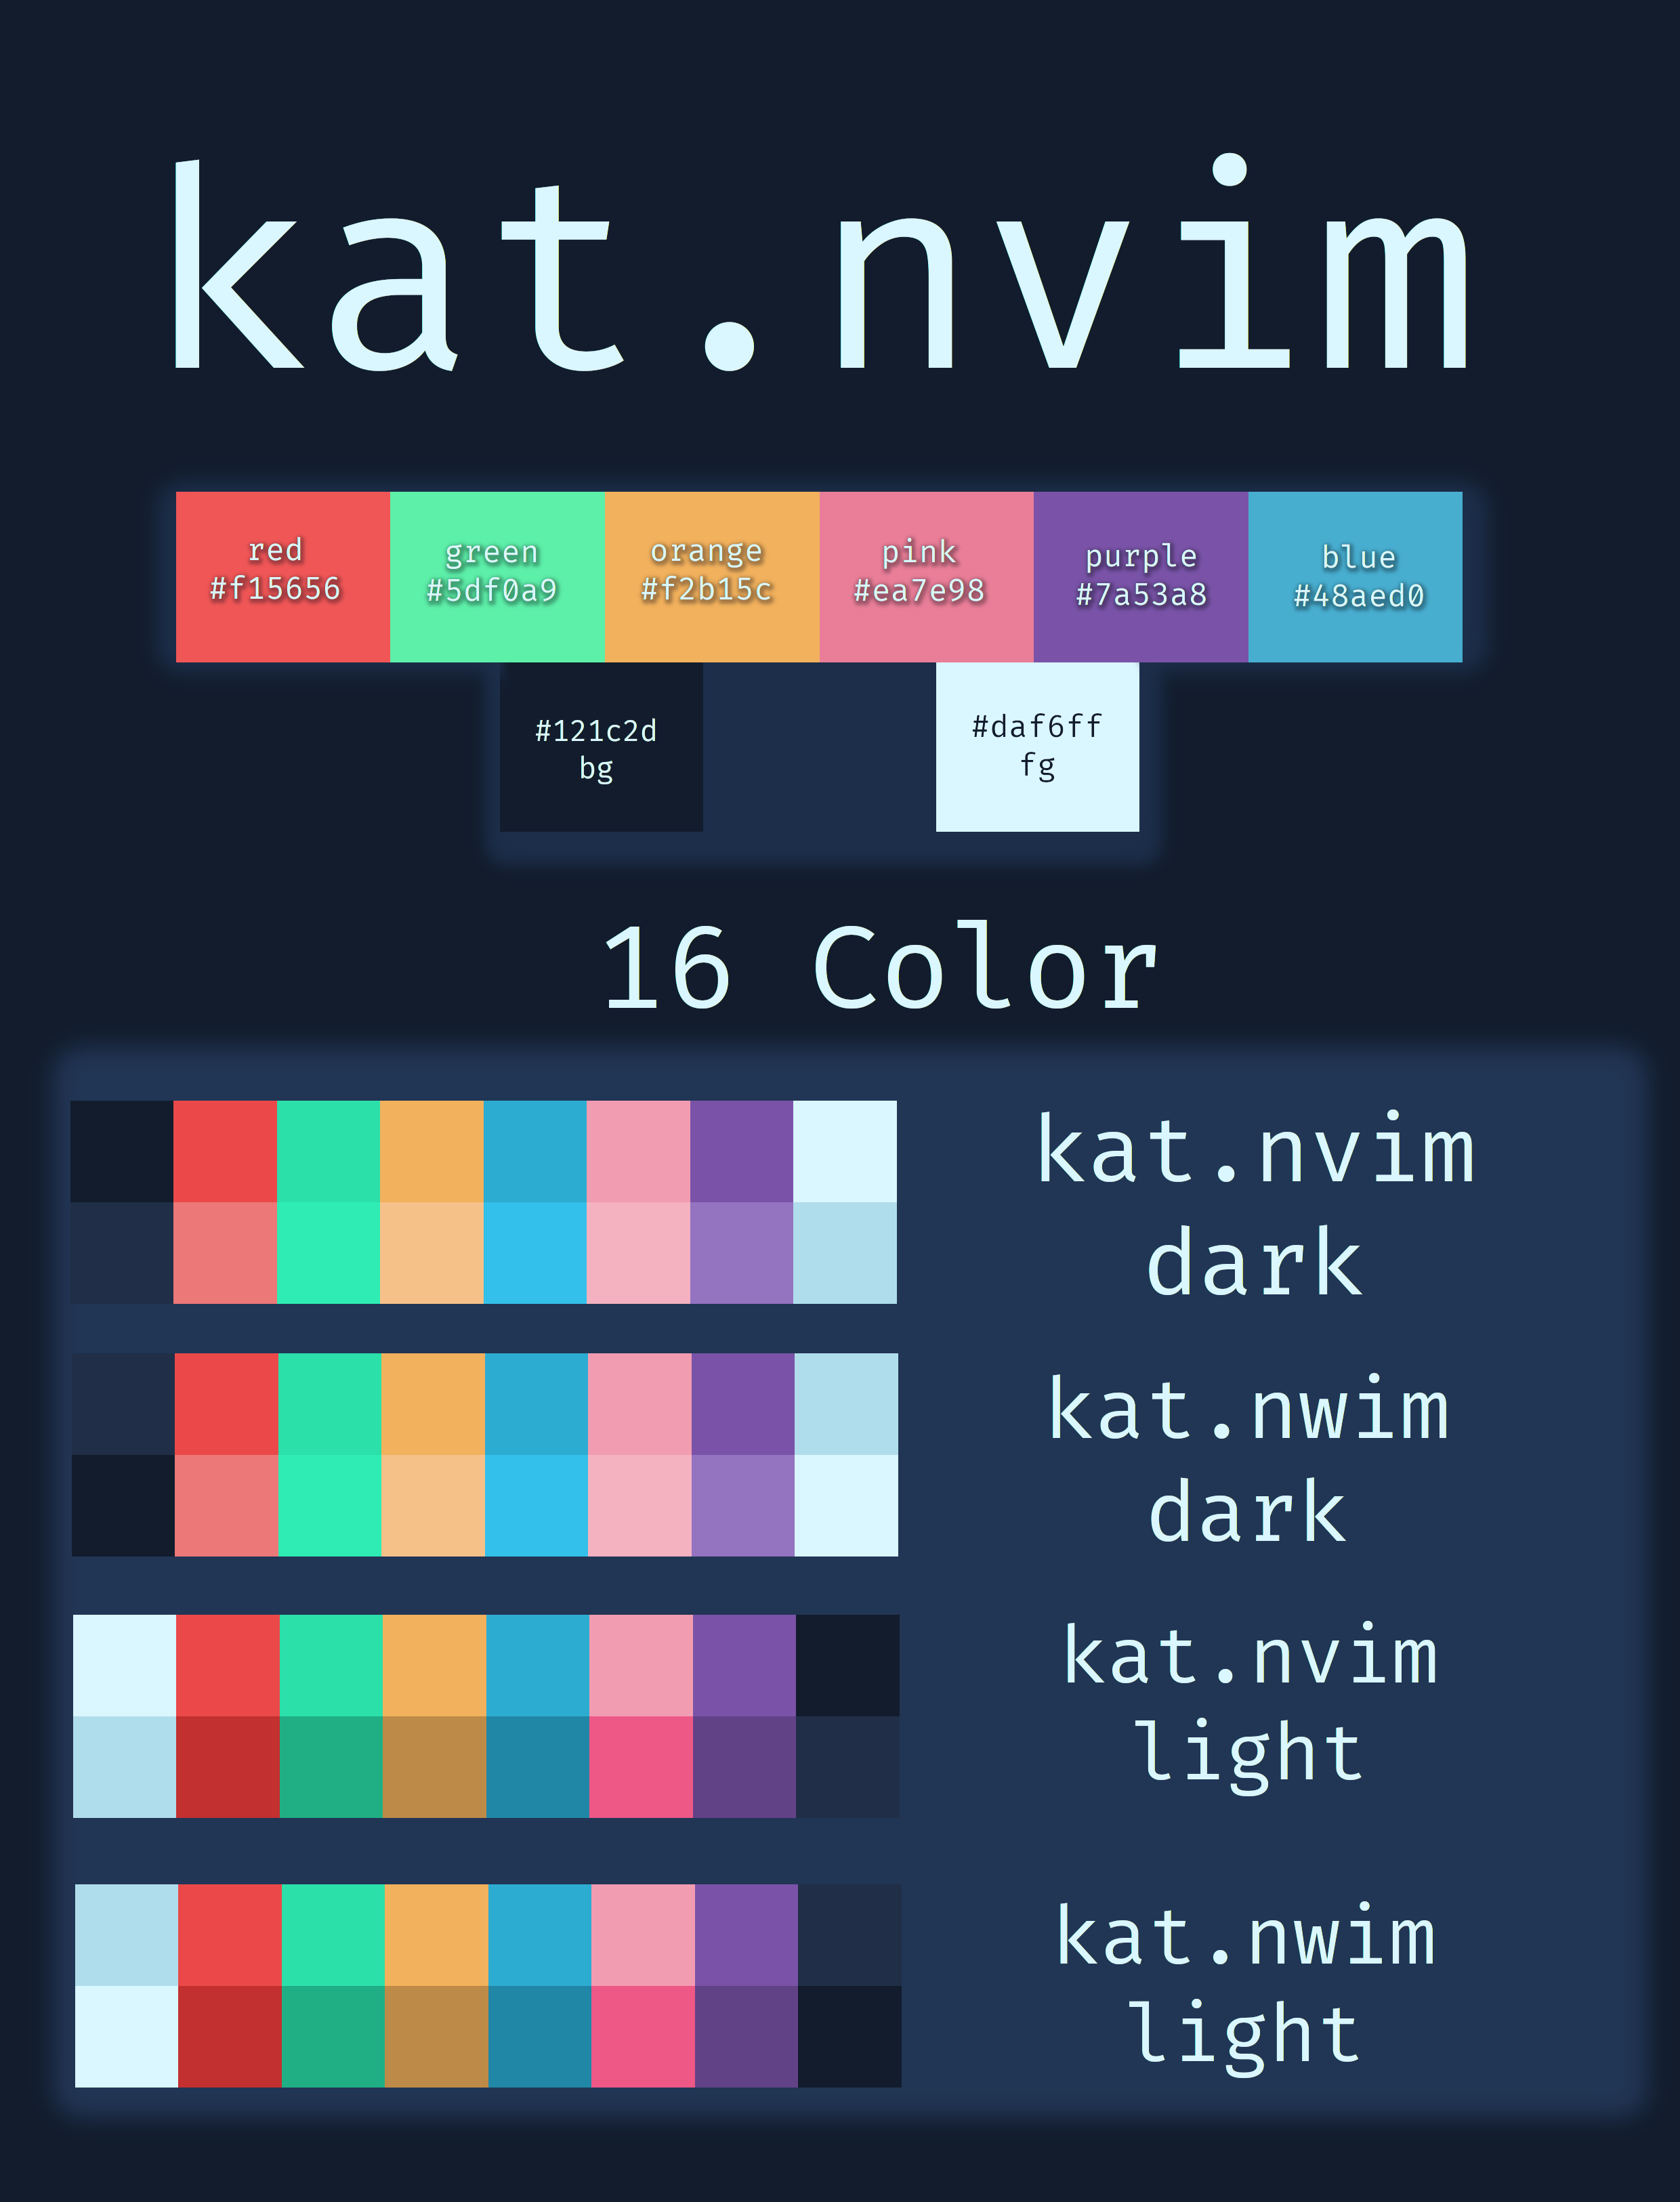 kat.nvim
red
#f15656
green
#5df0a9
orange
#f2b15c
pink
#ea7e98
purple
#7a53a8
blue
#48aed0
#121c2d
bg
#daf6ff
fg
16 Color
kat.nvim
dark
kat.nwim
dark
kat.nvim
light
kat.nwim
light